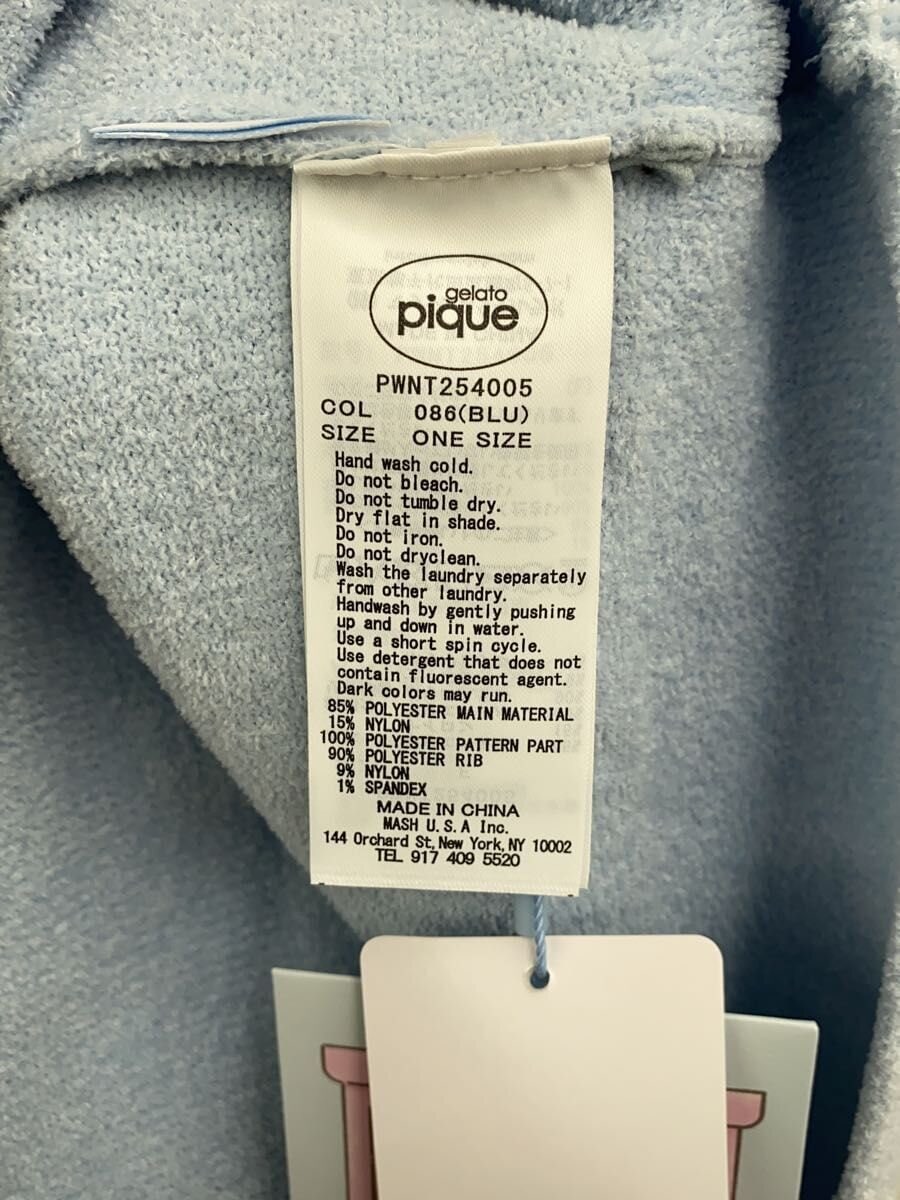 gelato
pique
PWNT254005
COL 086(BLU)
SIZE ONE SIZE
Hand wash cold.
Do not bleach.
Do not tumble dry.
Dry flat in shade.
Do not iron.
Do not dryclean.
Wash the laundry separately
from other laundry.
Handwash by gently pushing
up and down in water.
Use a short spin cycle.
Use detergent that does not
contain fluorescent agent.
Dark colors may run.
85% POLYESTER MAIN MATERIAL
15% NYLON
100% POLYESTER PATTERN PART
90% POLYESTER RIB
9% NYLON
1% SPANDEX
MADE IN CHINA
MASH U.S.A Inc.
144 Orchard St, New York, NY 10002
TEL 917 409 5520